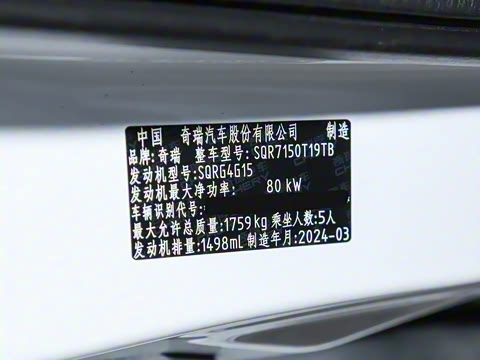 中国 奇瑞汽车股份有限公司 制造
品牌:奇瑞 整车型号:SQR7150T19TB
发动机型号:SQRG4G15
发动机最大净功率: 80 kW
车辆识别代号:
最大允许总质量:1759kg 乘坐人数:5人
发动机排量:1498mL 制造年月:2024-03